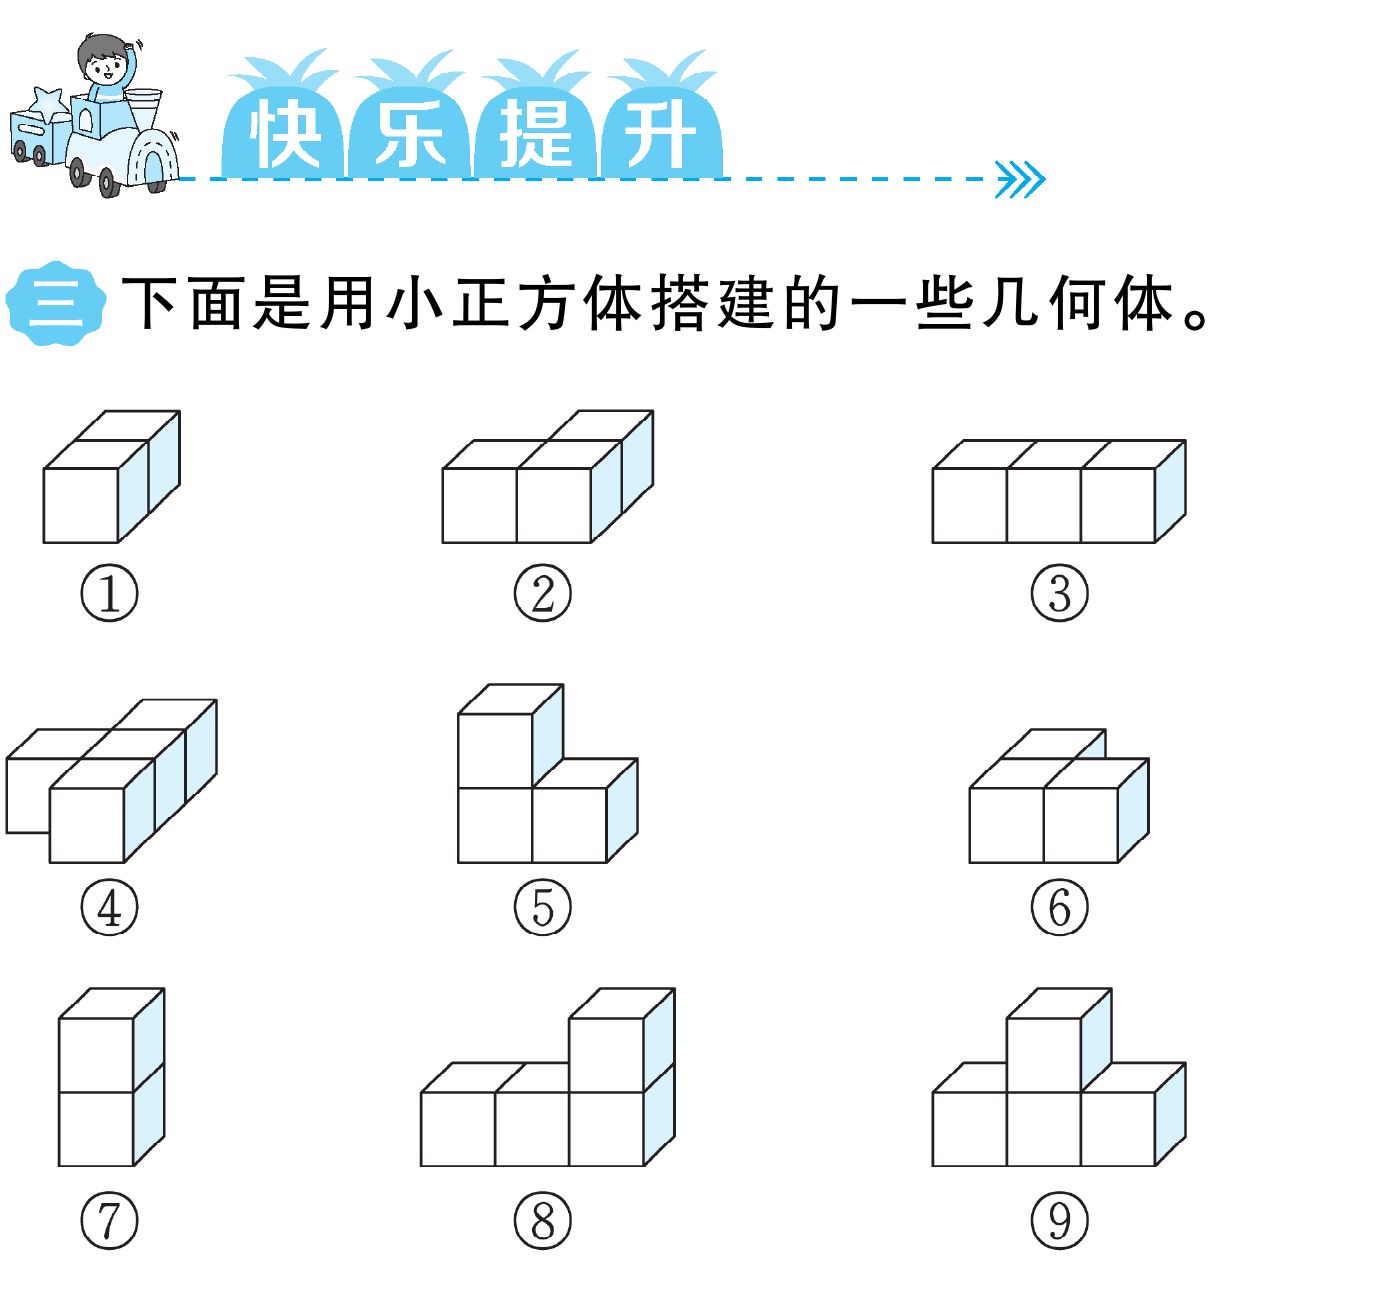 快乐提升
三 下面是用小正方体搭建的一些几何体。
① ② ③
④ ⑤ ⑥
⑦ ⑧ ⑨